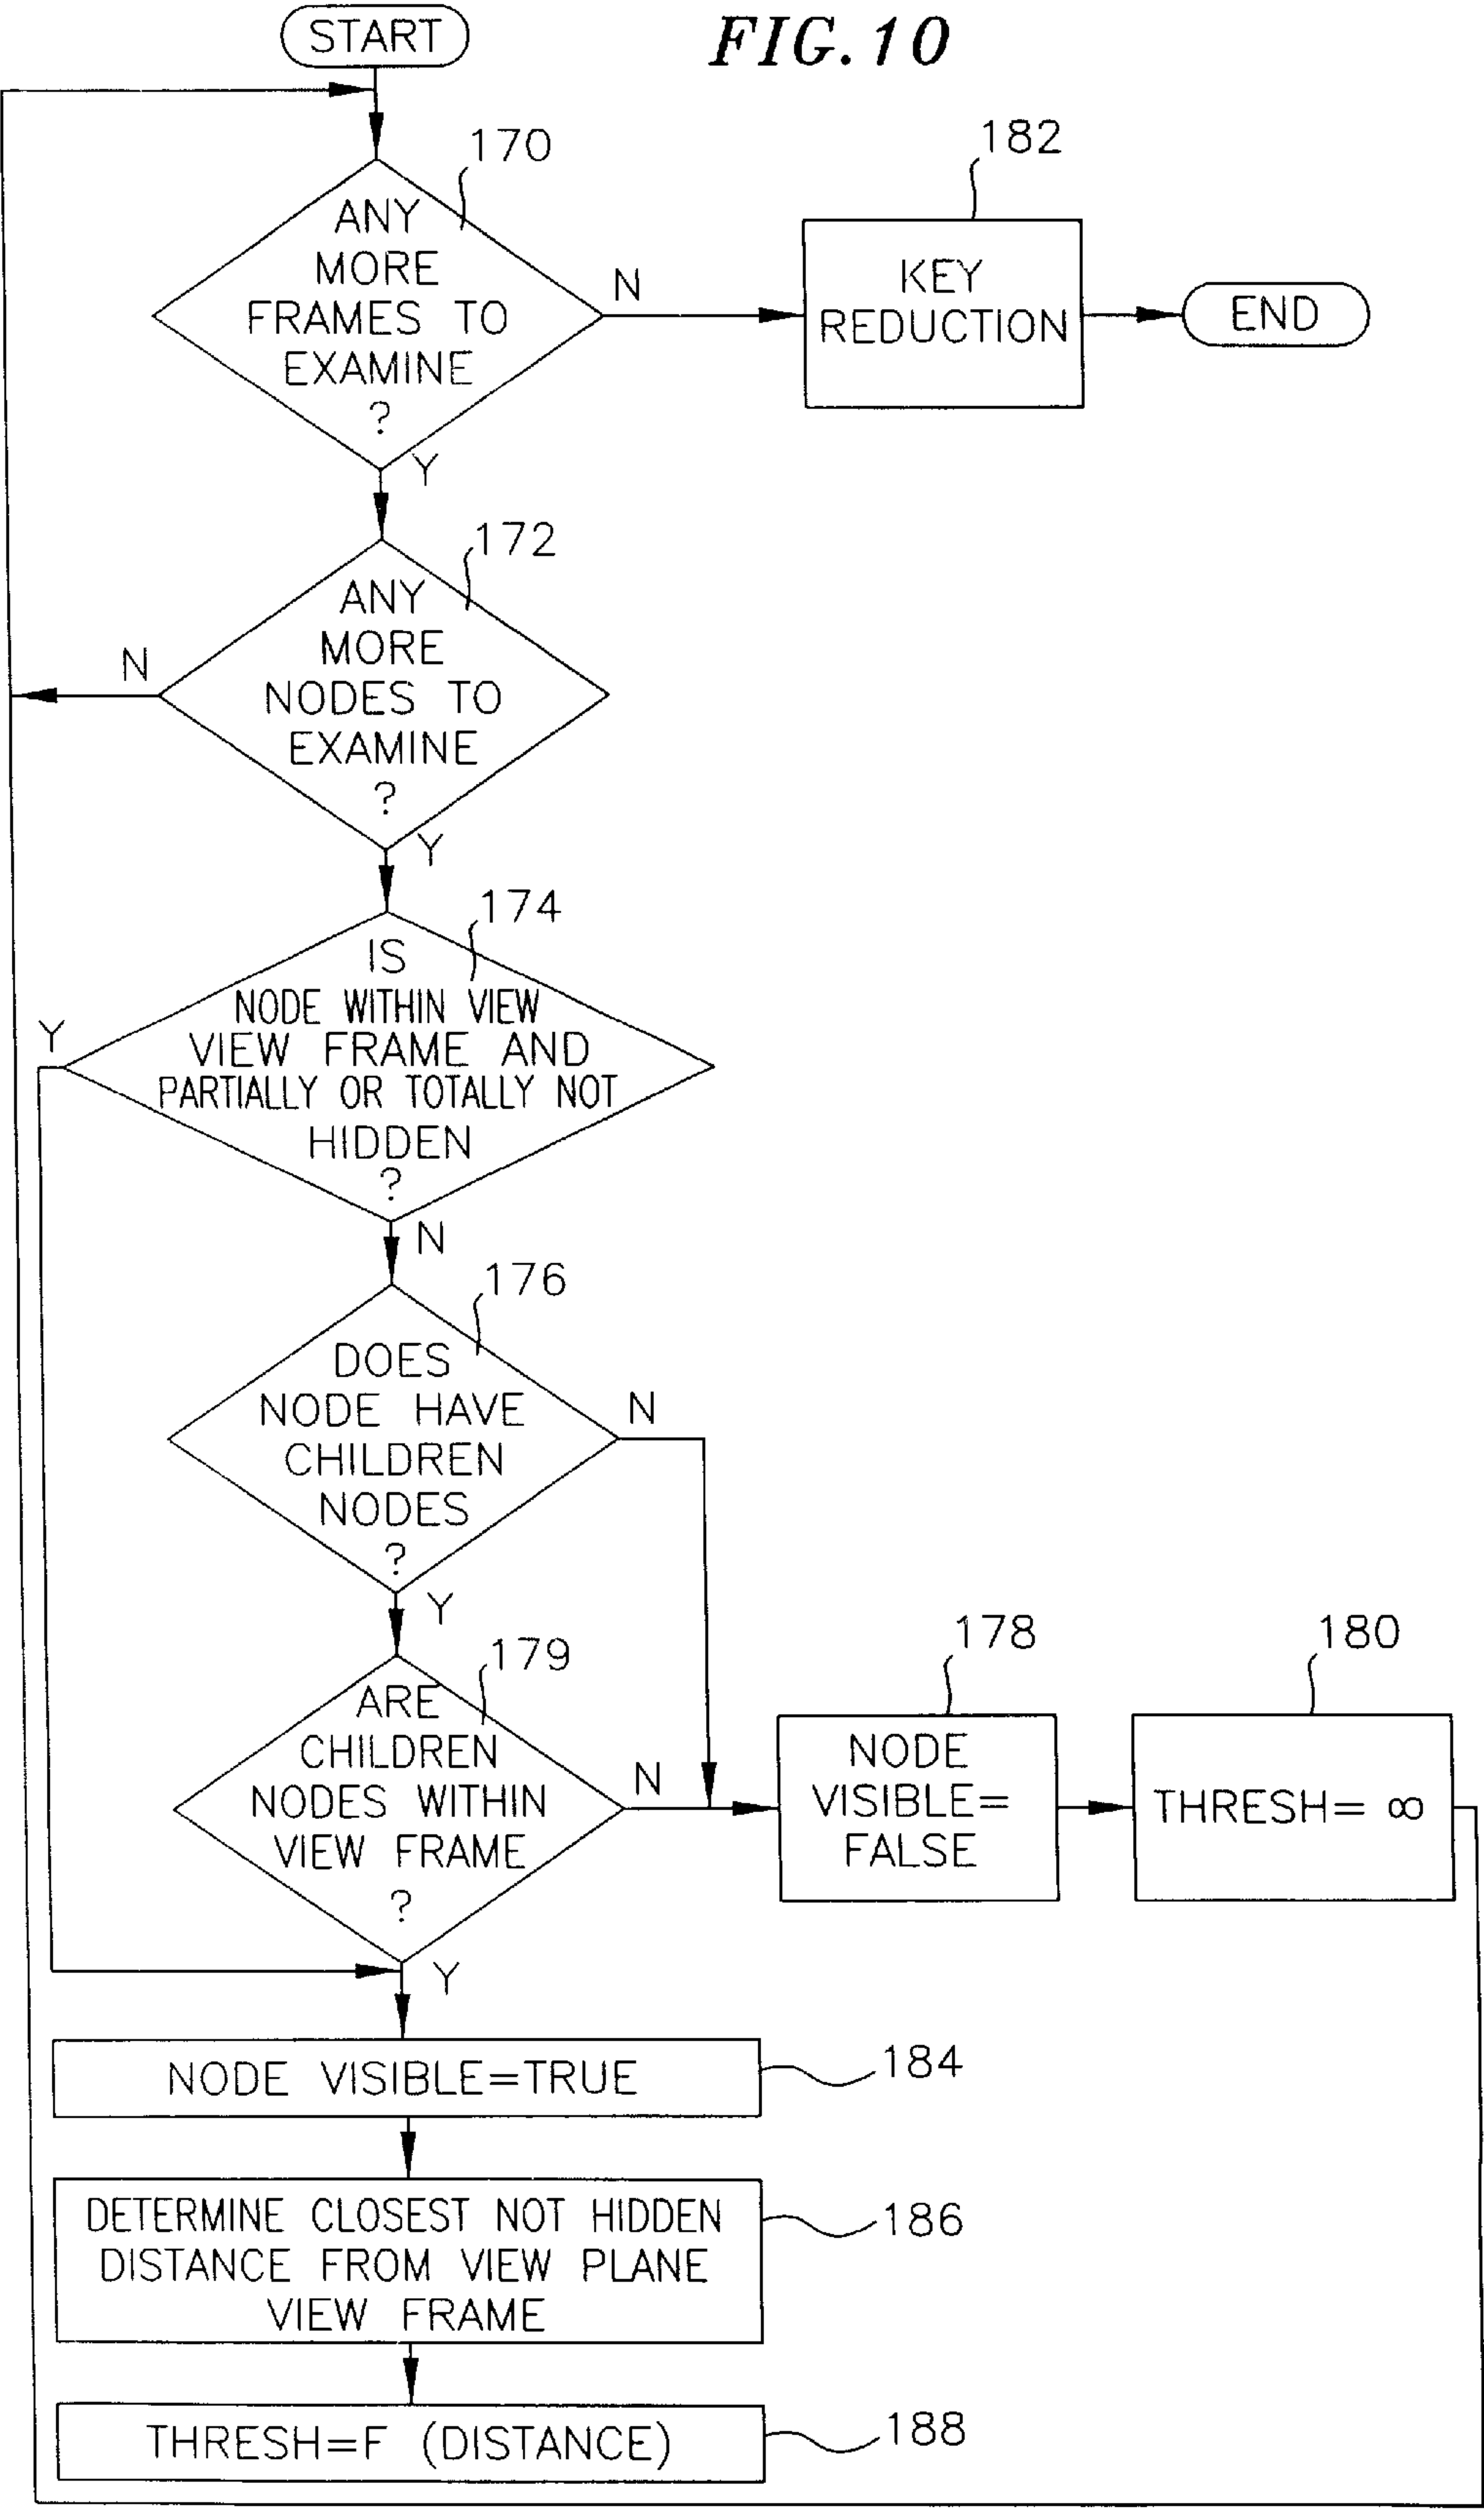 START
FIG. 10
170
ANY
MORE
FRAMES TO
EXAMINE
?
N
Y
182
KEY
REDUCTION
END
172
ANY
MORE
NODES TO
EXAMINE
?
N
Y
174
IS
NODE WITHIN VIEW
VIEW FRAME AND
PARTIALLY OR TOTALLY NOT
HIDDEN
?
Y
N
176
DOES
NODE HAVE
CHILDREN
NODES
?
N
Y
179
ARE
CHILDREN
NODES WITHIN
VIEW FRAME
?
N
Y
178
NODE
VISIBLE=
FALSE
180
THRESH= ∞
NODE VISIBLE=TRUE
184
DETERMINE CLOSEST NOT HIDDEN
DISTANCE FROM VIEW PLANE
VIEW FRAME
186
THRESH=F (DISTANCE)
188